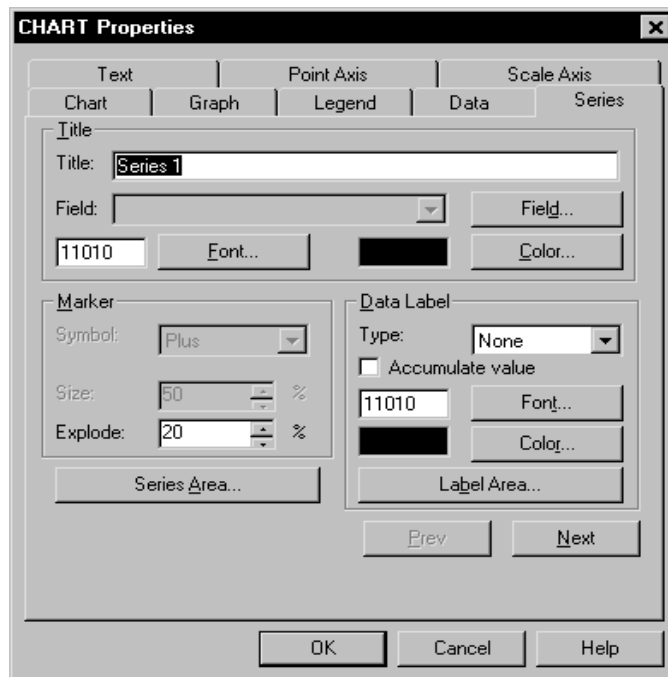 CHART Properties
Text Point Axis Scale Axis
Chart Graph Legend Data Series
Title
Title: Series 1
Field: Field...
11010 Font... Color...
Marker
Symbol: Plus
Size: 50 %
Explode: 20 %
Series Area...
Data Label
Type: None
Accumulate value
11010 Font...
Color...
Label Area...
Prev Next
OK Cancel Help